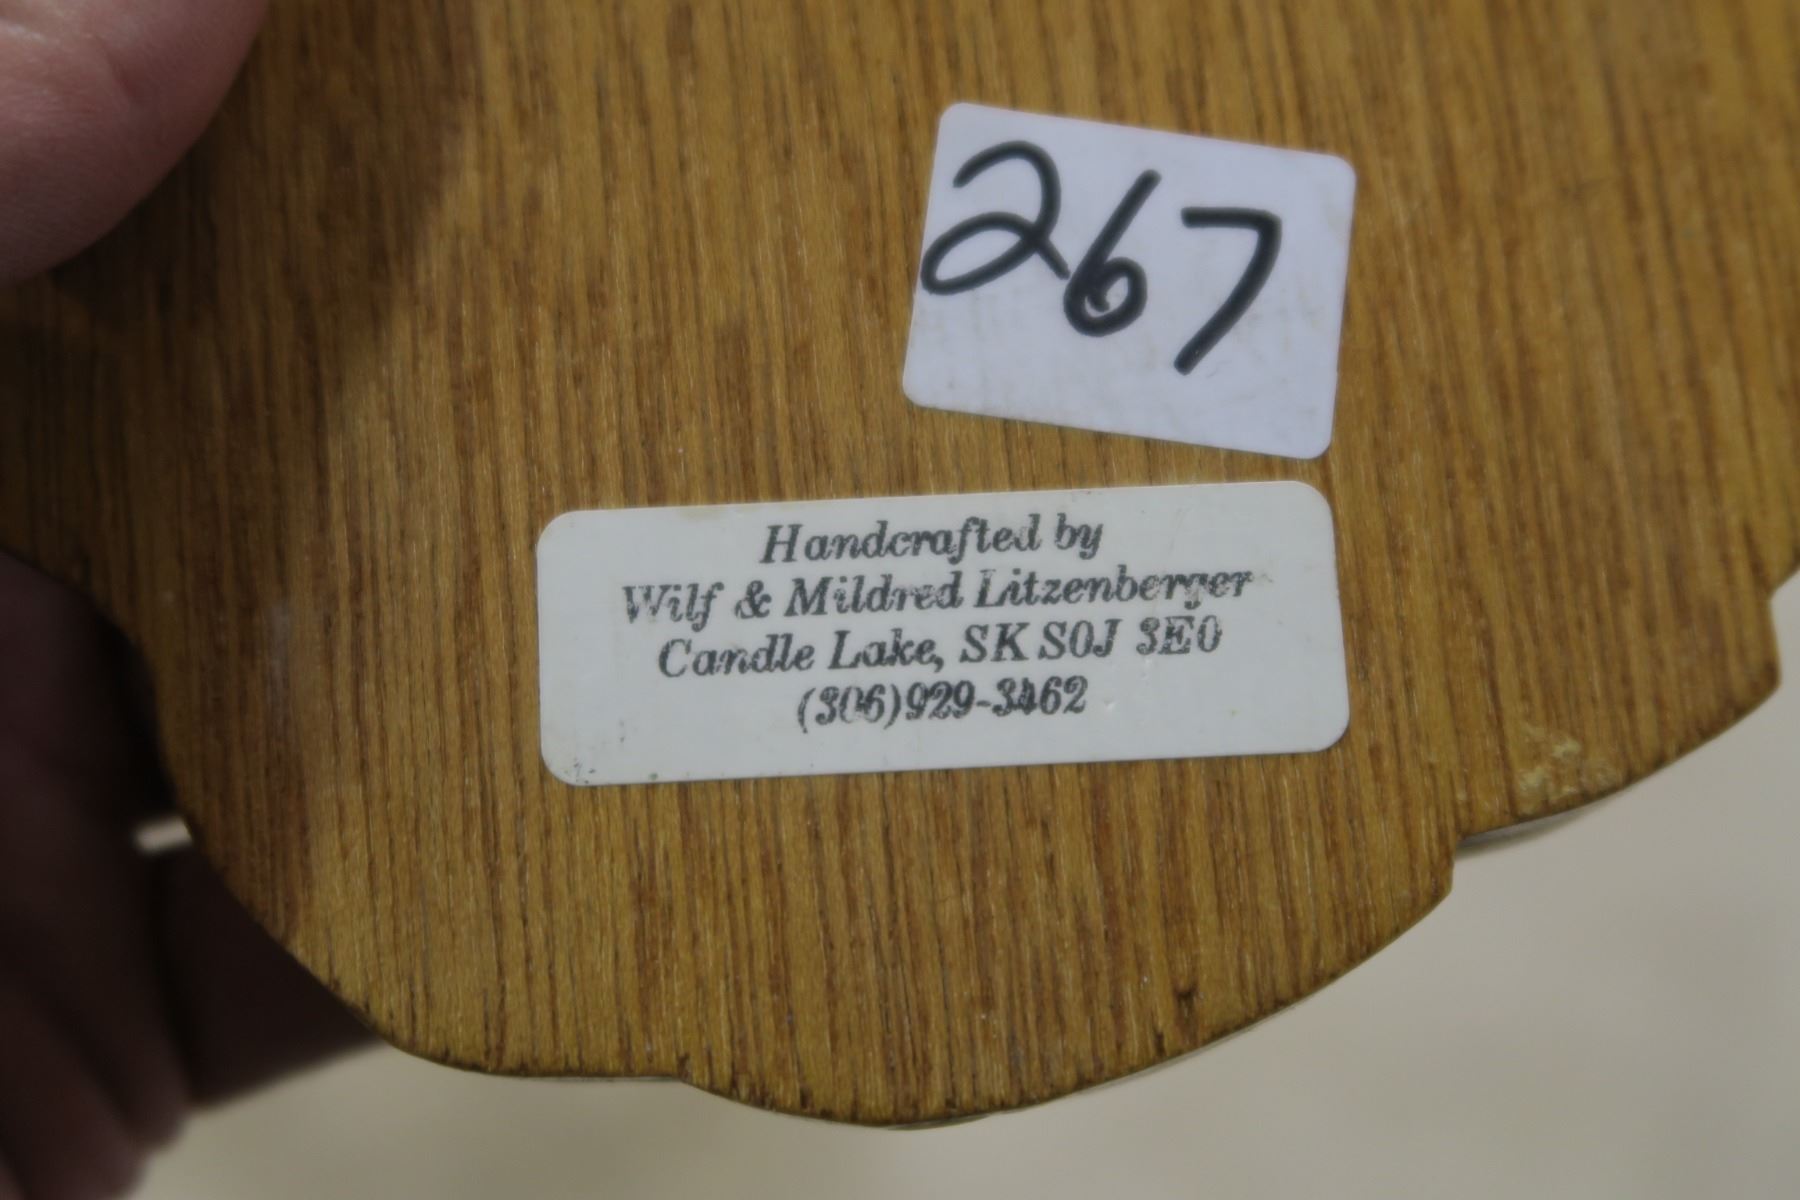 267
Handcrafted by
Wilf & Mildred Litzenberger
Candle Lake, SK S0J 3E0
(306)929-3462